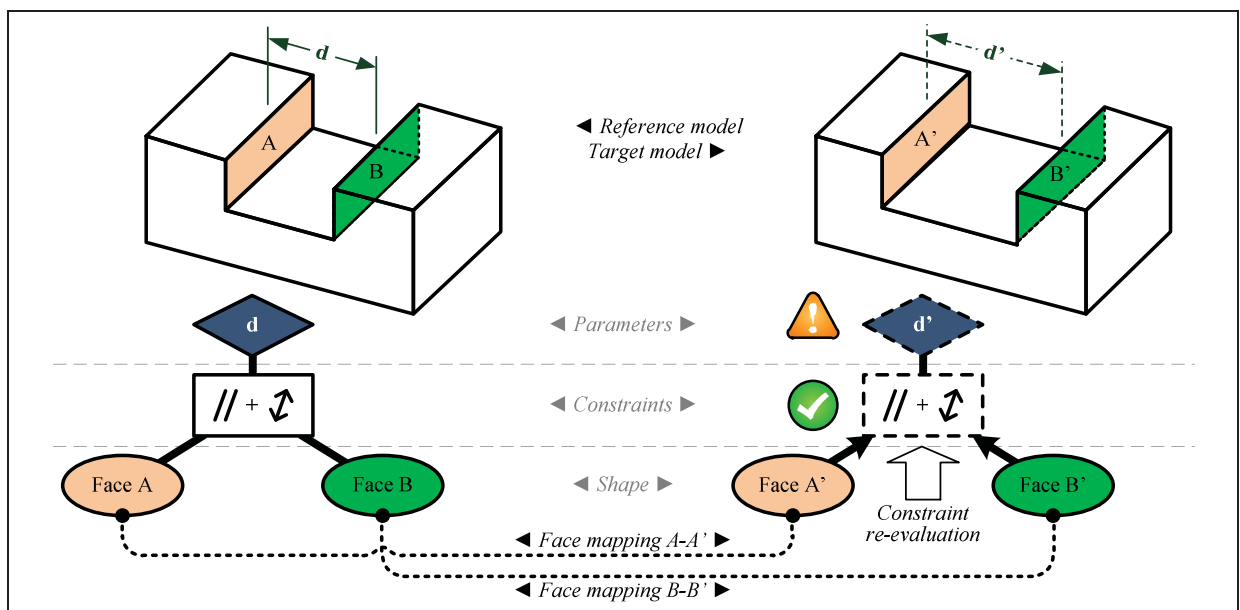 d
d’
A
B
A’
B’
◄ Reference model
Target model ►
d
◄ Parameters ►
!
d’
// +
◄ Constraints ►
// +
Face A
Face B
◄ Shape ►
Face A’
Face B’
Constraint
re-evaluation
◄ Face mapping A-A’ ►
◄ Face mapping B-B’ ►